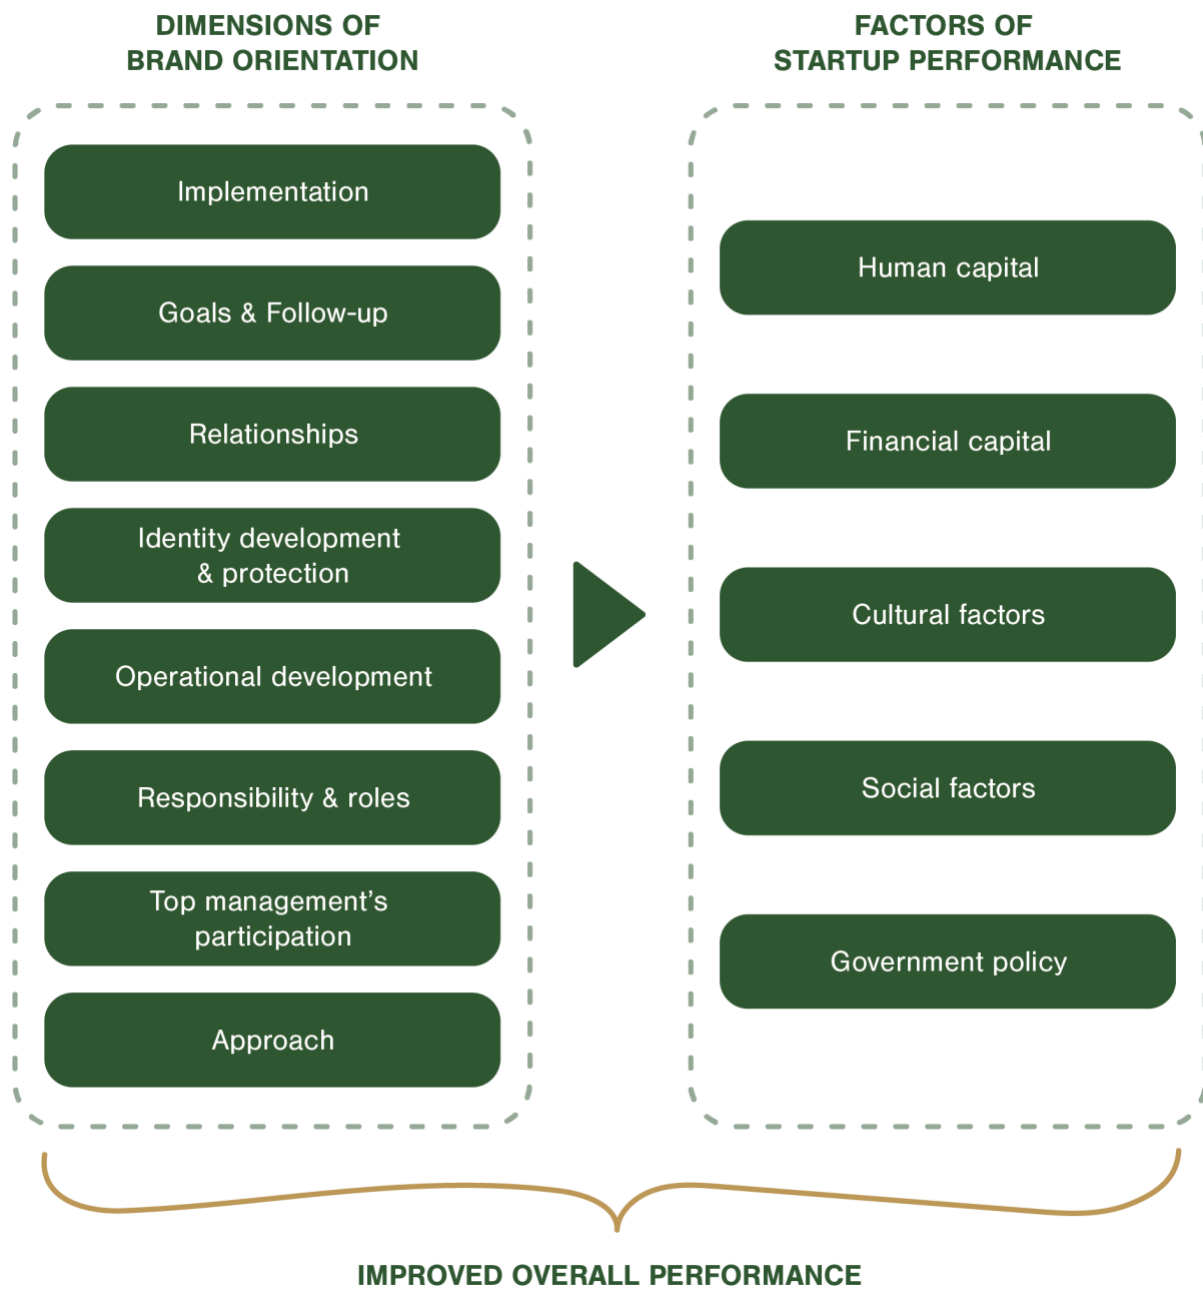 DIMENSIONS OF
BRAND ORIENTATION
Implementation
Goals & Follow-up
Relationships
Identity development
& protection
Operational development
Responsibility & roles
Top management’s
participation
Approach
FACTORS OF
STARTUP PERFORMANCE
Human capital
Financial capital
Cultural factors
Social factors
Government policy
IMPROVED OVERALL PERFORMANCE